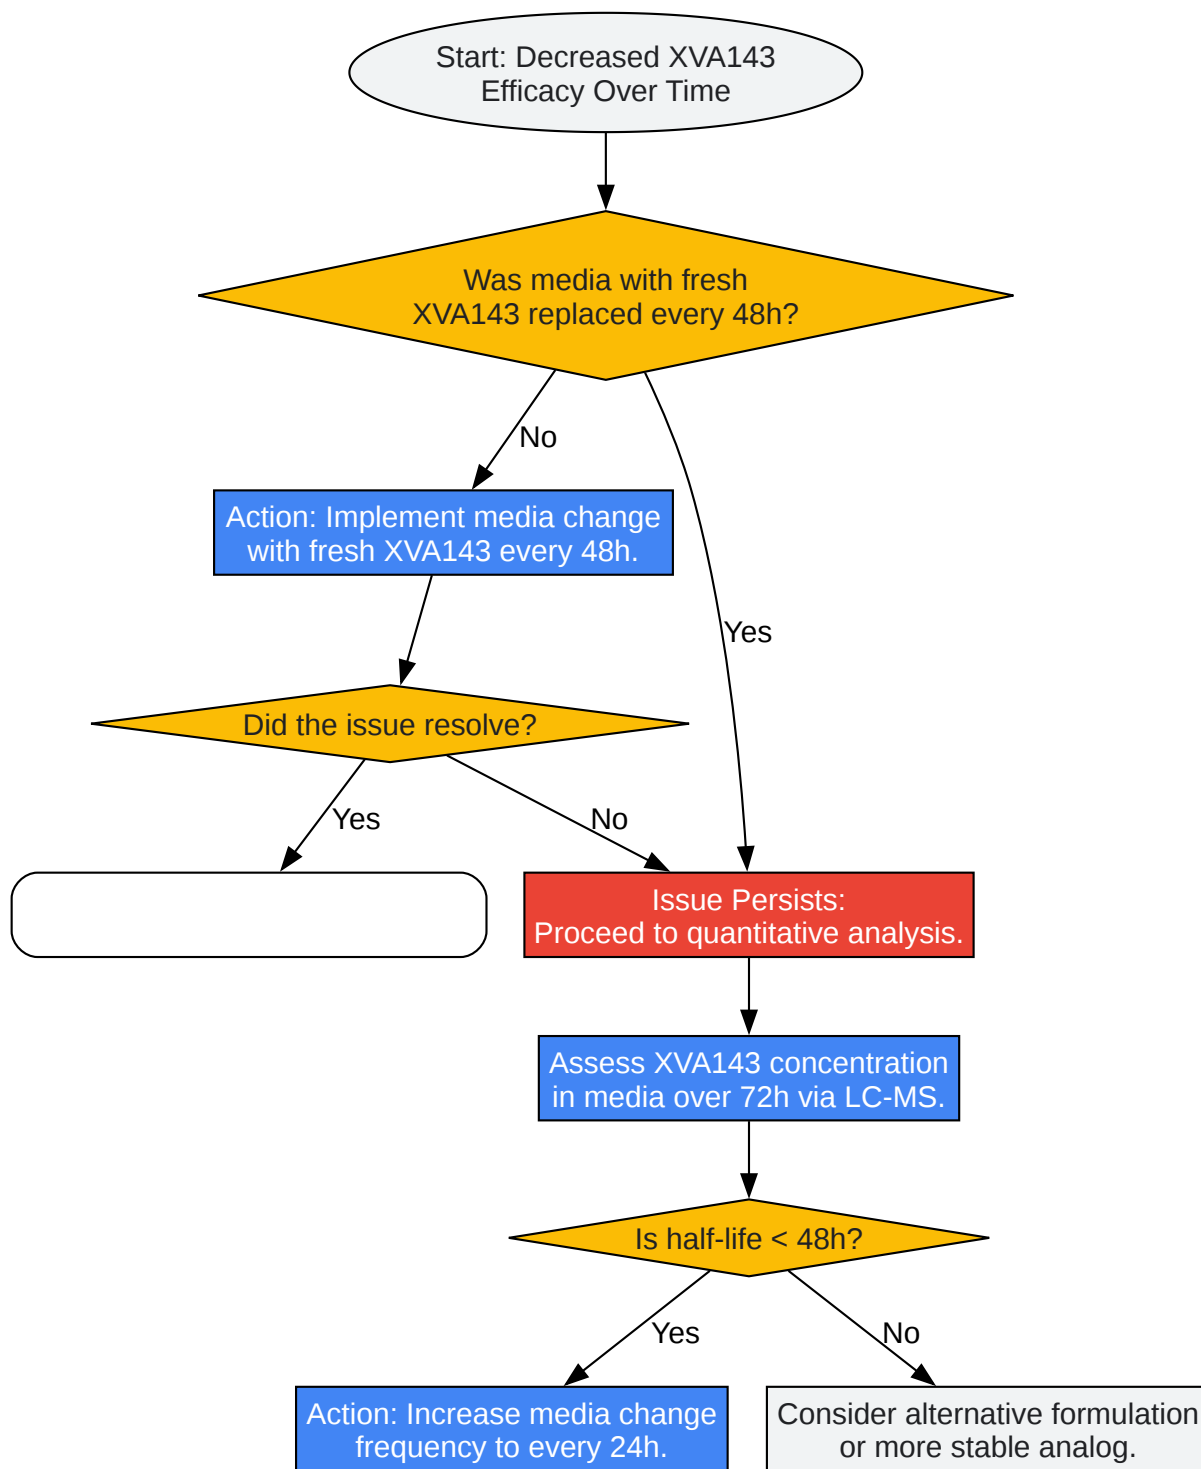 Start: Decreased XVA143
Efficacy Over Time
Was media with fresh
XVA143 replaced every 48h?
No
Action: Implement media change
with fresh XVA143 every 48h.
Yes
Did the issue resolve?
Yes
No
Issue Persists:
Proceed to quantitative analysis.
Assess XVA143 concentration
in media over 72h via LC-MS.
Is half-life < 48h?
Yes
No
Action: Increase media change
frequency to every 24h.
Consider alternative formulation
or more stable analog.